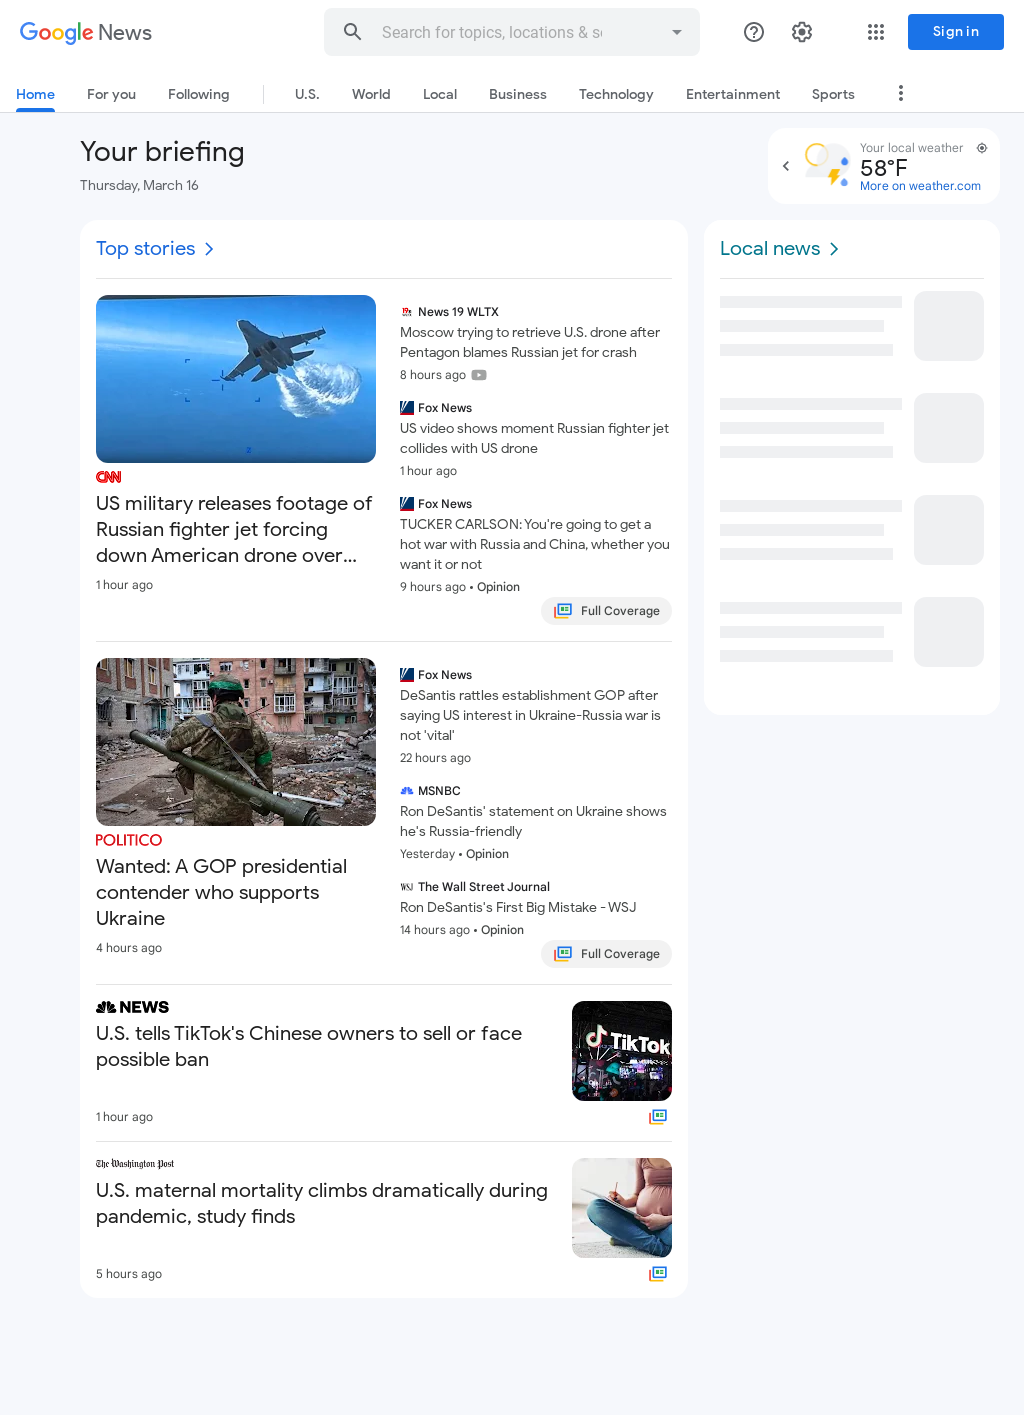 Google News
Search for topics, locations & s
Sign in
Home
For you
Following
U.S.
World
Local
Business
Technology
Entertainment
Sports
Your briefing
Thursday, March 16
Your local weather
58°F
More on weather.com
Top stories
CNN
US military releases footage of
Russian fighter jet forcing
down American drone over...
1 hour ago
News 19 WLTX
Moscow trying to retrieve U.S. drone after
Pentagon blames Russian jet for crash
8 hours ago
Fox News
US video shows moment Russian fighter jet
collides with US drone
1 hour ago
Fox News
TUCKER CARLSON: You're going to get a
hot war with Russia and China, whether you
want it or not
9 hours ago • Opinion
Full Coverage
POLITICO
Wanted: A GOP presidential
contender who supports
Ukraine
4 hours ago
Fox News
DeSantis rattles establishment GOP after
saying US interest in Ukraine-Russia war is
not 'vital'
22 hours ago
MSNBC
Ron DeSantis' statement on Ukraine shows
he's Russia-friendly
Yesterday • Opinion
WSJ The Wall Street Journal
Ron DeSantis's First Big Mistake - WSJ
14 hours ago • Opinion
Full Coverage
NEWS
U.S. tells TikTok's Chinese owners to sell or face
possible ban
1 hour ago
TikTok
The Washington Post
U.S. maternal mortality climbs dramatically during
pandemic, study finds
5 hours ago
Local news